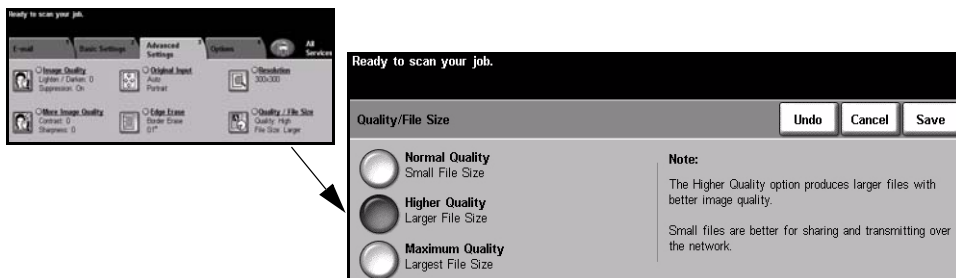 Ready to scan your job.
E-mail
Basic Settings
Advanced
Settings
Options
All
Services
Image Quality
Lighten / Darken: 0
Suppression: On
Original Input
Auto
Portrait
Resolution
300x300
More Image Quality
Contrast: 0
Sharpness: 0
Edge Erase
Border Erase
0.1"
Quality / File Size
Quality: High
File Size: Larger
Ready to scan your job.
Quality/File Size
Undo
Cancel
Save
Normal Quality
Small File Size
Higher Quality
Larger File Size
Maximum Quality
Largest File Size
Note:
The Higher Quality option produces larger files with
better image quality.
Small files are better for sharing and transmitting over
the network.